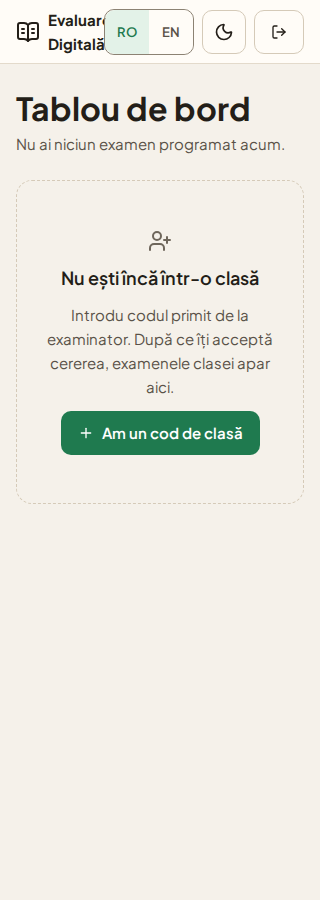 Evaluare
Digitală
RO
EN
Tablou de bord
Nu ai niciun examen programat acum.
Nu ești încă într-o clasă
Introdu codul primit de la
examinator. După ce îți acceptă
cererea, examenele clasei apar
aici.
Am un cod de clasă